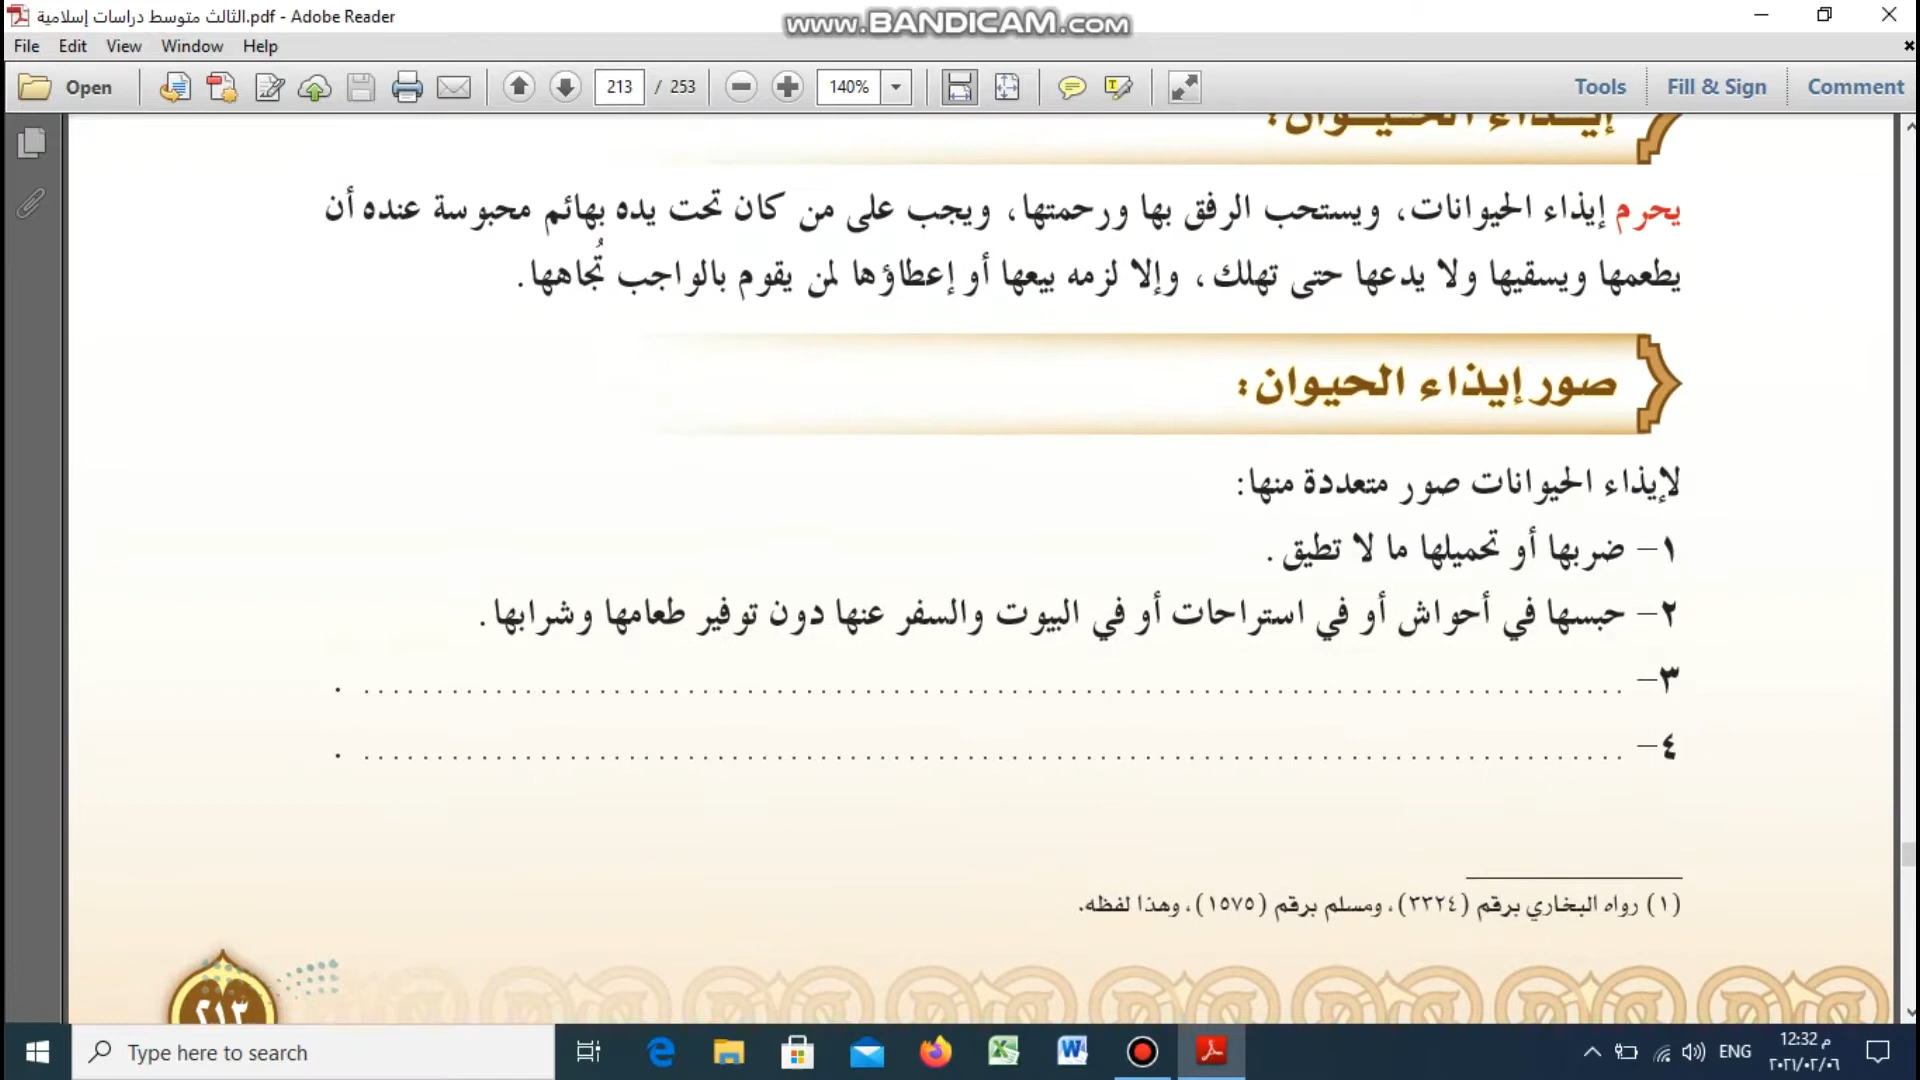 الثالث متوسط دراسات إسلامية.pdf - Adobe Reader
www.BANDICAM.com
File Edit View Window Help
Open 213 / 253 140% Tools Fill & Sign Comment
إيـذاء الحـيـوان:
يحرم إيذاء الحيوانات، ويستحب الرفق بها ورحمتها، ويجب على من كان تحت يده بهائم محبوسة عنده أن
يطعمها ويسقيها ولا يدعها حتى تهلك، وإلا لزمه بيعها أو إعطاؤها لمن يقوم بالواجب تُجاهها.
صور إيذاء الحيوان:
لإيذاء الحيوانات صور متعددة منها:
١- ضربها أو تحميلها ما لا تطيق.
٢- حبسها في أحواش أو في استراحات أو في البيوت والسفر عنها دون توفير طعامها وشرابها.
٣- ................................................................ .
٤- ................................................................ .
(١) رواه البخاري برقم (٣٣٢٤)، ومسلم برقم (١٥٧٥)، وهذا لفظه.
٢١٣
Type here to search
ENG
12:32 م
٢٠٢١/٠٢/٠٦